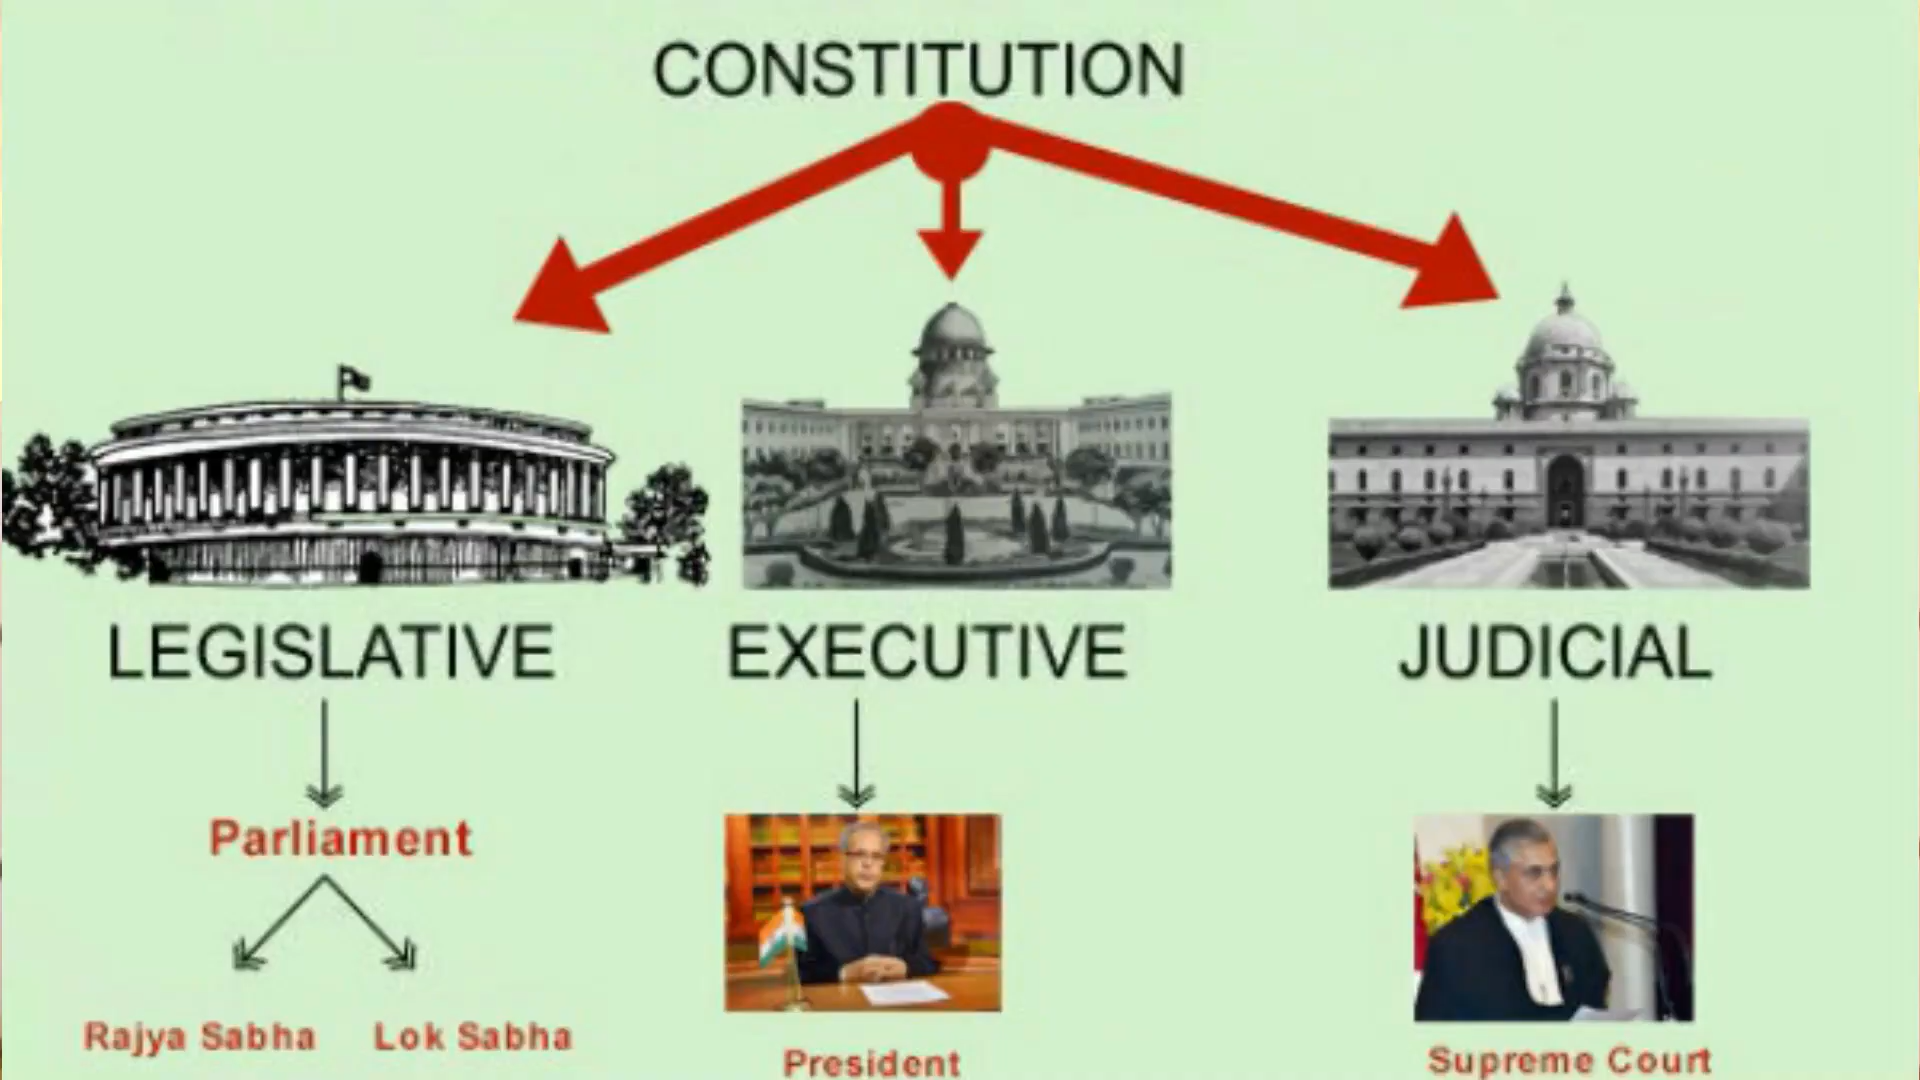 CONSTITUTION
LEGISLATIVE
EXECUTIVE
JUDICIAL
Parliament
Rajya Sabha
Lok Sabha
President
Supreme Court